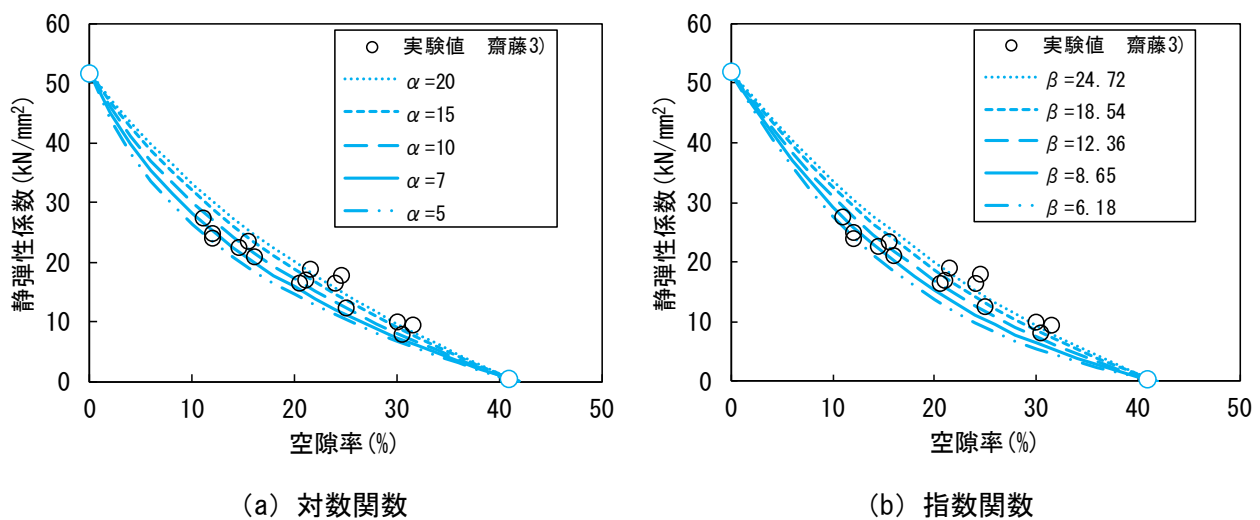 60
50
40
30
20
10
0
静弾性係数(kN/mm²)
実験値 齋藤3)
α=20
α=15
α=10
α=7
α=5
0 10 20 30 40 50
空隙率(%)
(a) 対数関数
60
50
40
30
20
10
0
静弾性係数(kN/mm²)
実験値 齋藤3)
β=24.72
β=18.54
β=12.36
β=8.65
β=6.18
0 10 20 30 40 50
空隙率(%)
(b) 指数関数